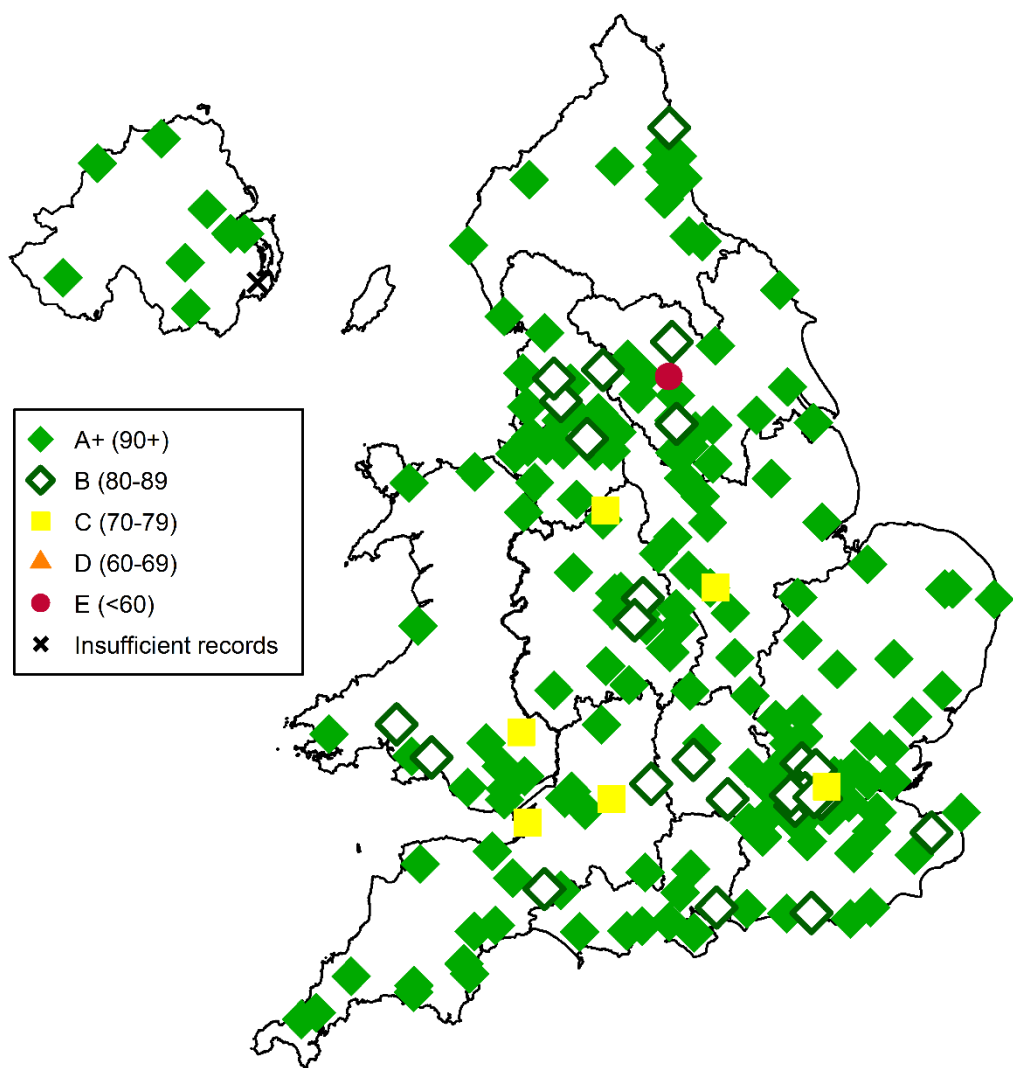 A+ (90+)
B (80-89
C (70-79)
D (60-69)
E (<60)
Insufficient records